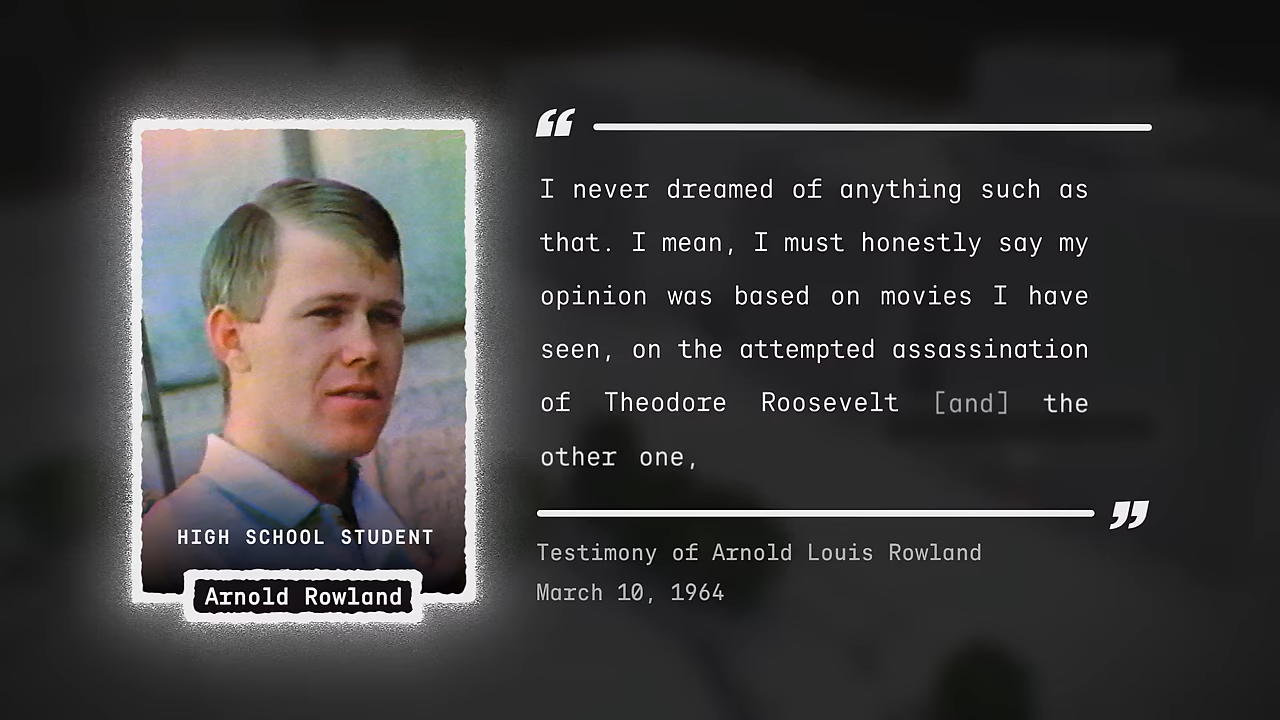 “
I never dreamed of anything such as
that. I mean, I must honestly say my
opinion was based on movies I have
seen, on the attempted assassination
of Theodore Roosevelt [and] the
other one,
”
HIGH SCHOOL STUDENT
Arnold Rowland
Testimony of Arnold Louis Rowland
March 10, 1964